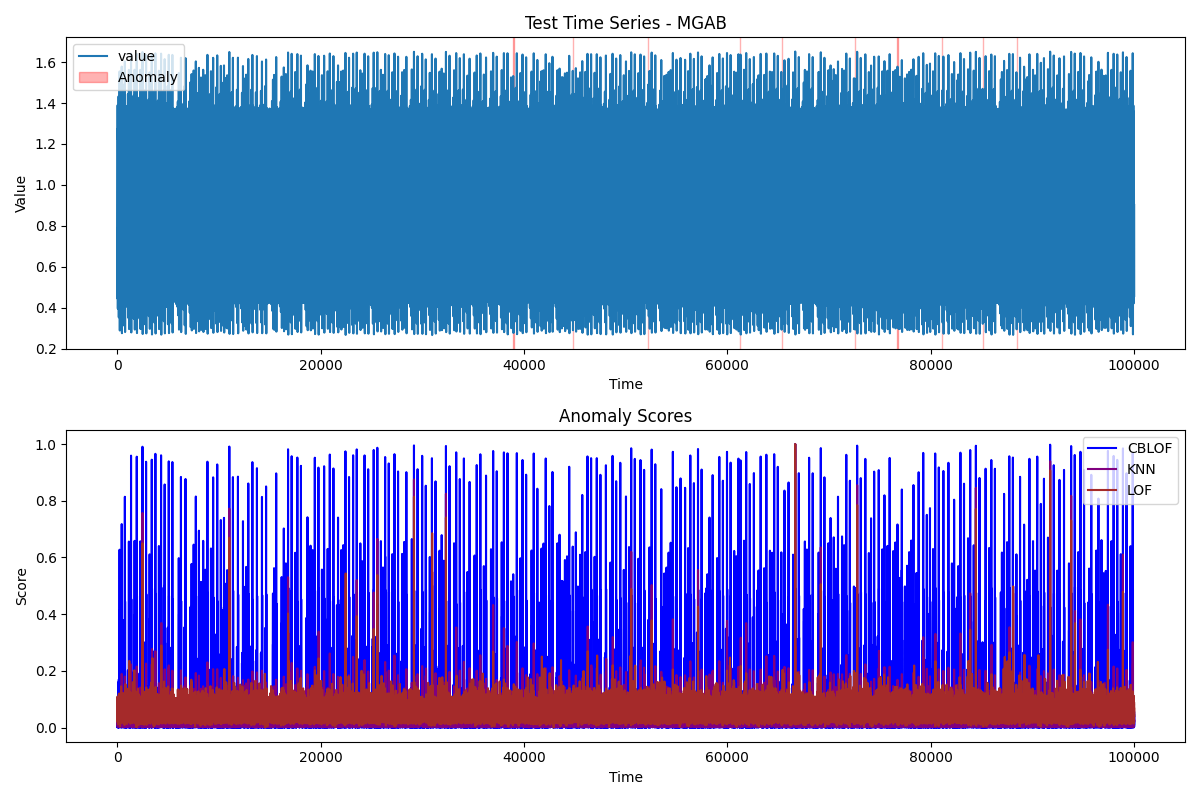 Test Time Series - MGAB
value
Anomaly
Value
1.6
1.4
1.2
1.0
0.8
0.6
0.4
0.2
0 20000 40000 60000 80000 100000
Time
Anomaly Scores
CBLOF
KNN
LOF
Score
1.0
0.8
0.6
0.4
0.2
0.0
0 20000 40000 60000 80000 100000
Time